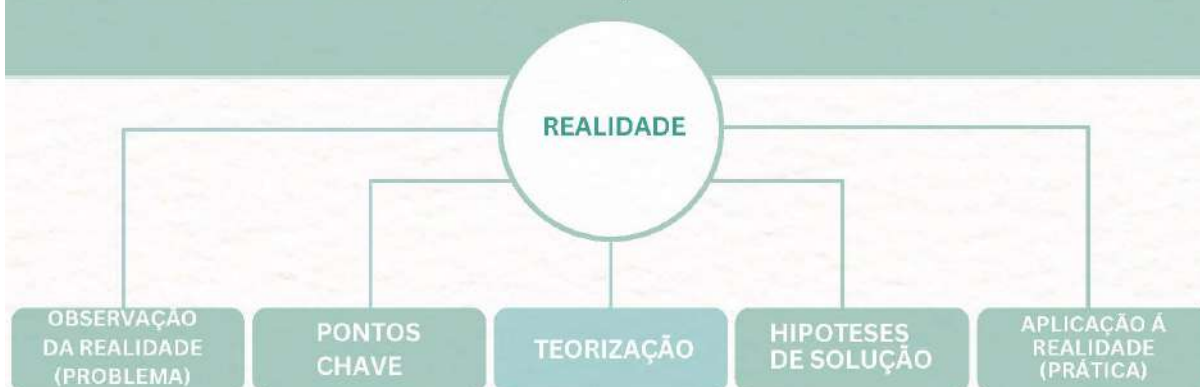 REALIDADE
OBSERVAÇÃO
DA REALIDADE
(PROBLEMA)
PONTOS
CHAVE
TEORIZAÇÃO
HIPOTESES
DE SOLUÇÃO
APLICAÇÃO Á
REALIDADE
(PRÁTICA)